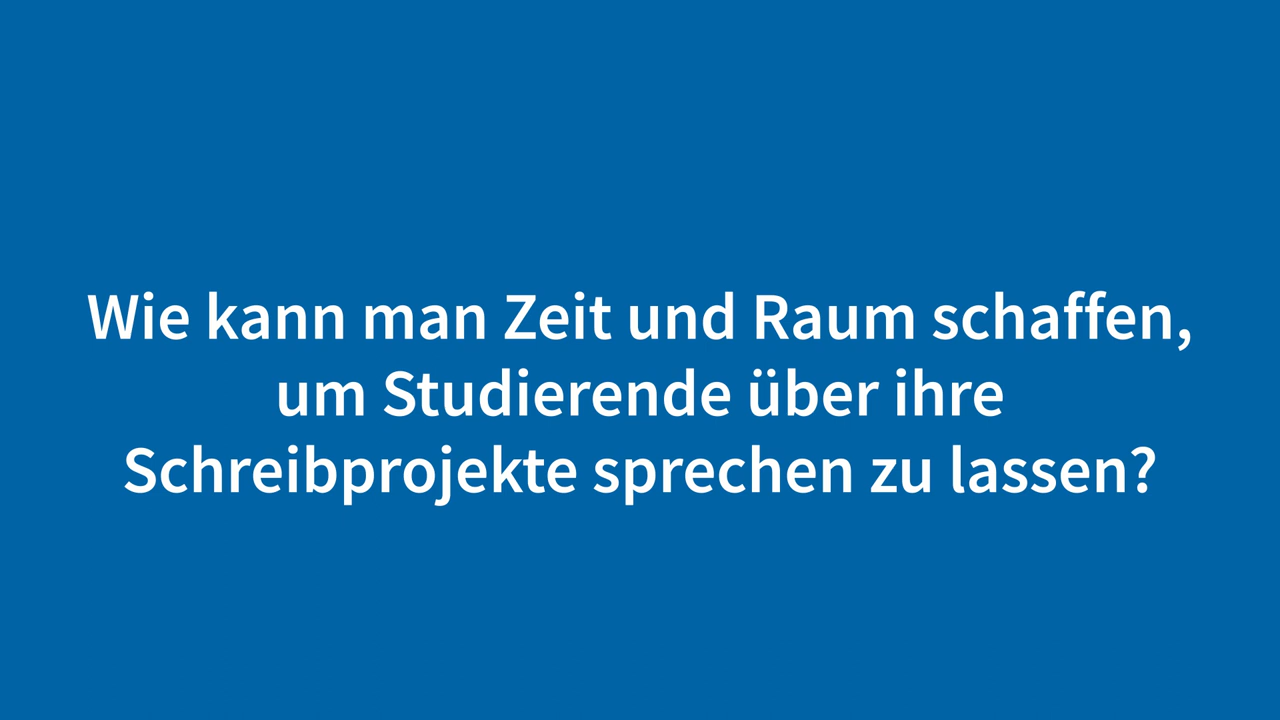 Wie kann man Zeit und Raum schaffen,
um Studierende über ihre
Schreibprojekte sprechen zu lassen?